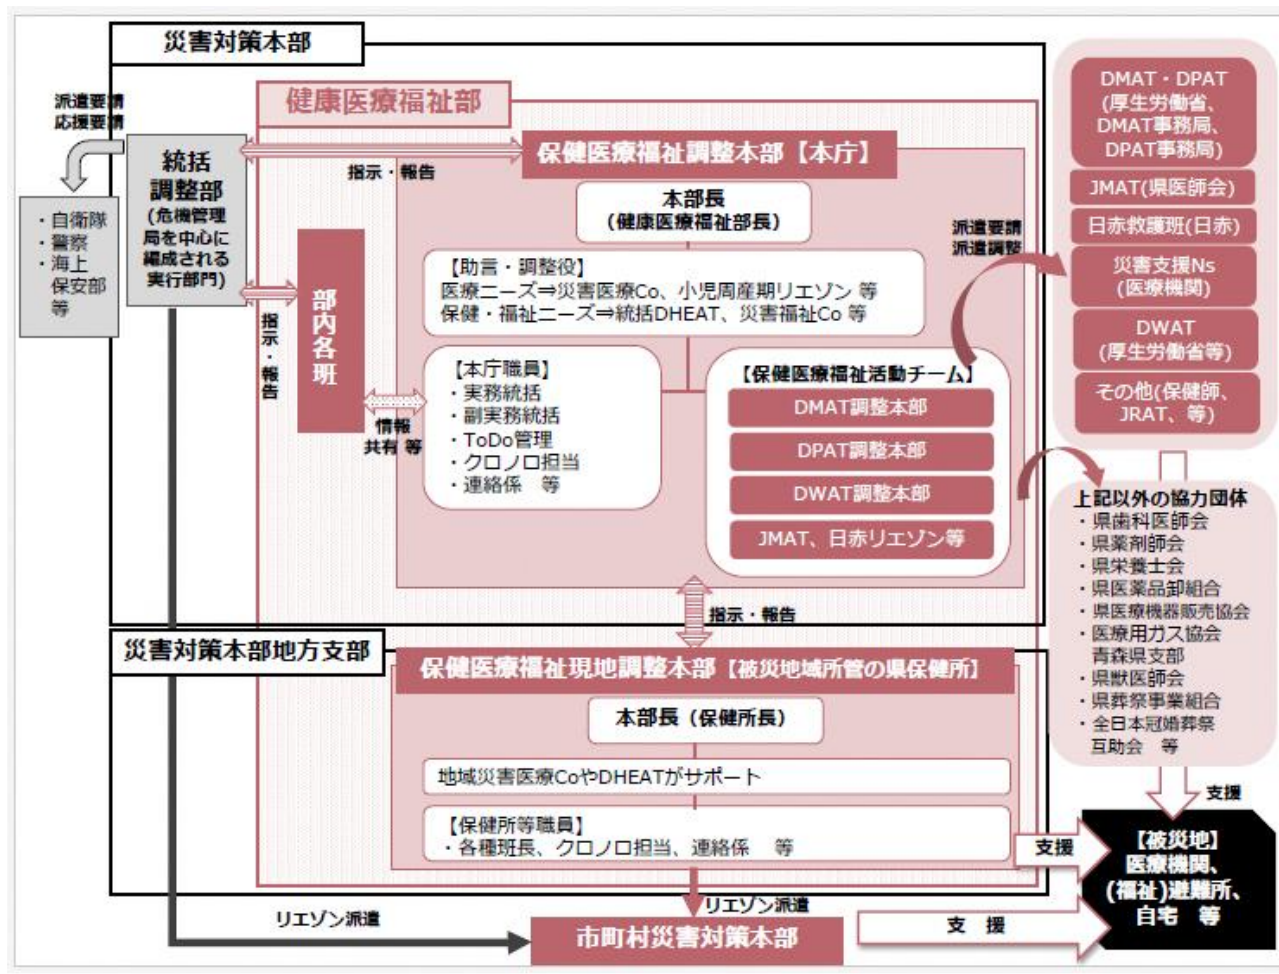 災害対策本部
健康医療福祉部
派遣要請
応援要請
統括
調整部
(危機管理
局を中心に
編成される
実行部門)
・自衛隊
・警察
・海上
保安部
等
指示・報告
保健医療福祉調整本部【本庁】
本部長
(健康医療福祉部長)
【助言・調整役】
医療ニーズ⇒災害医療Co、小児周産期リエゾン 等
保健・福祉ニーズ⇒統括DHEAT、災害福祉Co 等
部内各班
指示・報告
情報
共有 等
【本庁職員】
・実務統括
・副実務統括
・ToDo管理
・クロノロ担当
・連絡係 等
【保健医療福祉活動チーム】
DMAT調整本部
DPAT調整本部
DWAT調整本部
JMAT、日赤リエゾン等
派遣要請
派遣調整
DMAT・DPAT
(厚生労働省、
DMAT事務局、
DPAT事務局)
JMAT(県医師会)
日赤救護班(日赤)
災害支援Ns
(医療機関)
DWAT
(厚生労働省等)
その他(保健師、
JRAT、等)
上記以外の協力団体
・県歯科医師会
・県薬剤師会
・県栄養士会
・県医薬品卸組合
・県医療機器販売協会
・医療用ガス協会
青森県支部
・県獣医師会
・県葬祭事業組合
・全日本冠婚葬祭
互助会 等
指示・報告
災害対策本部地方支部
保健医療福祉現地調整本部【被災地域所管の県保健所】
本部長（保健所長）
地域災害医療CoやDHEATがサポート
【保健所等職員】
・各種班長、クロノロ担当、連絡係 等
支援
支援
【被災地】
医療機関、
(福祉)避難所、
自宅 等
リエゾン派遣
リエゾン派遣
市町村災害対策本部
支 援